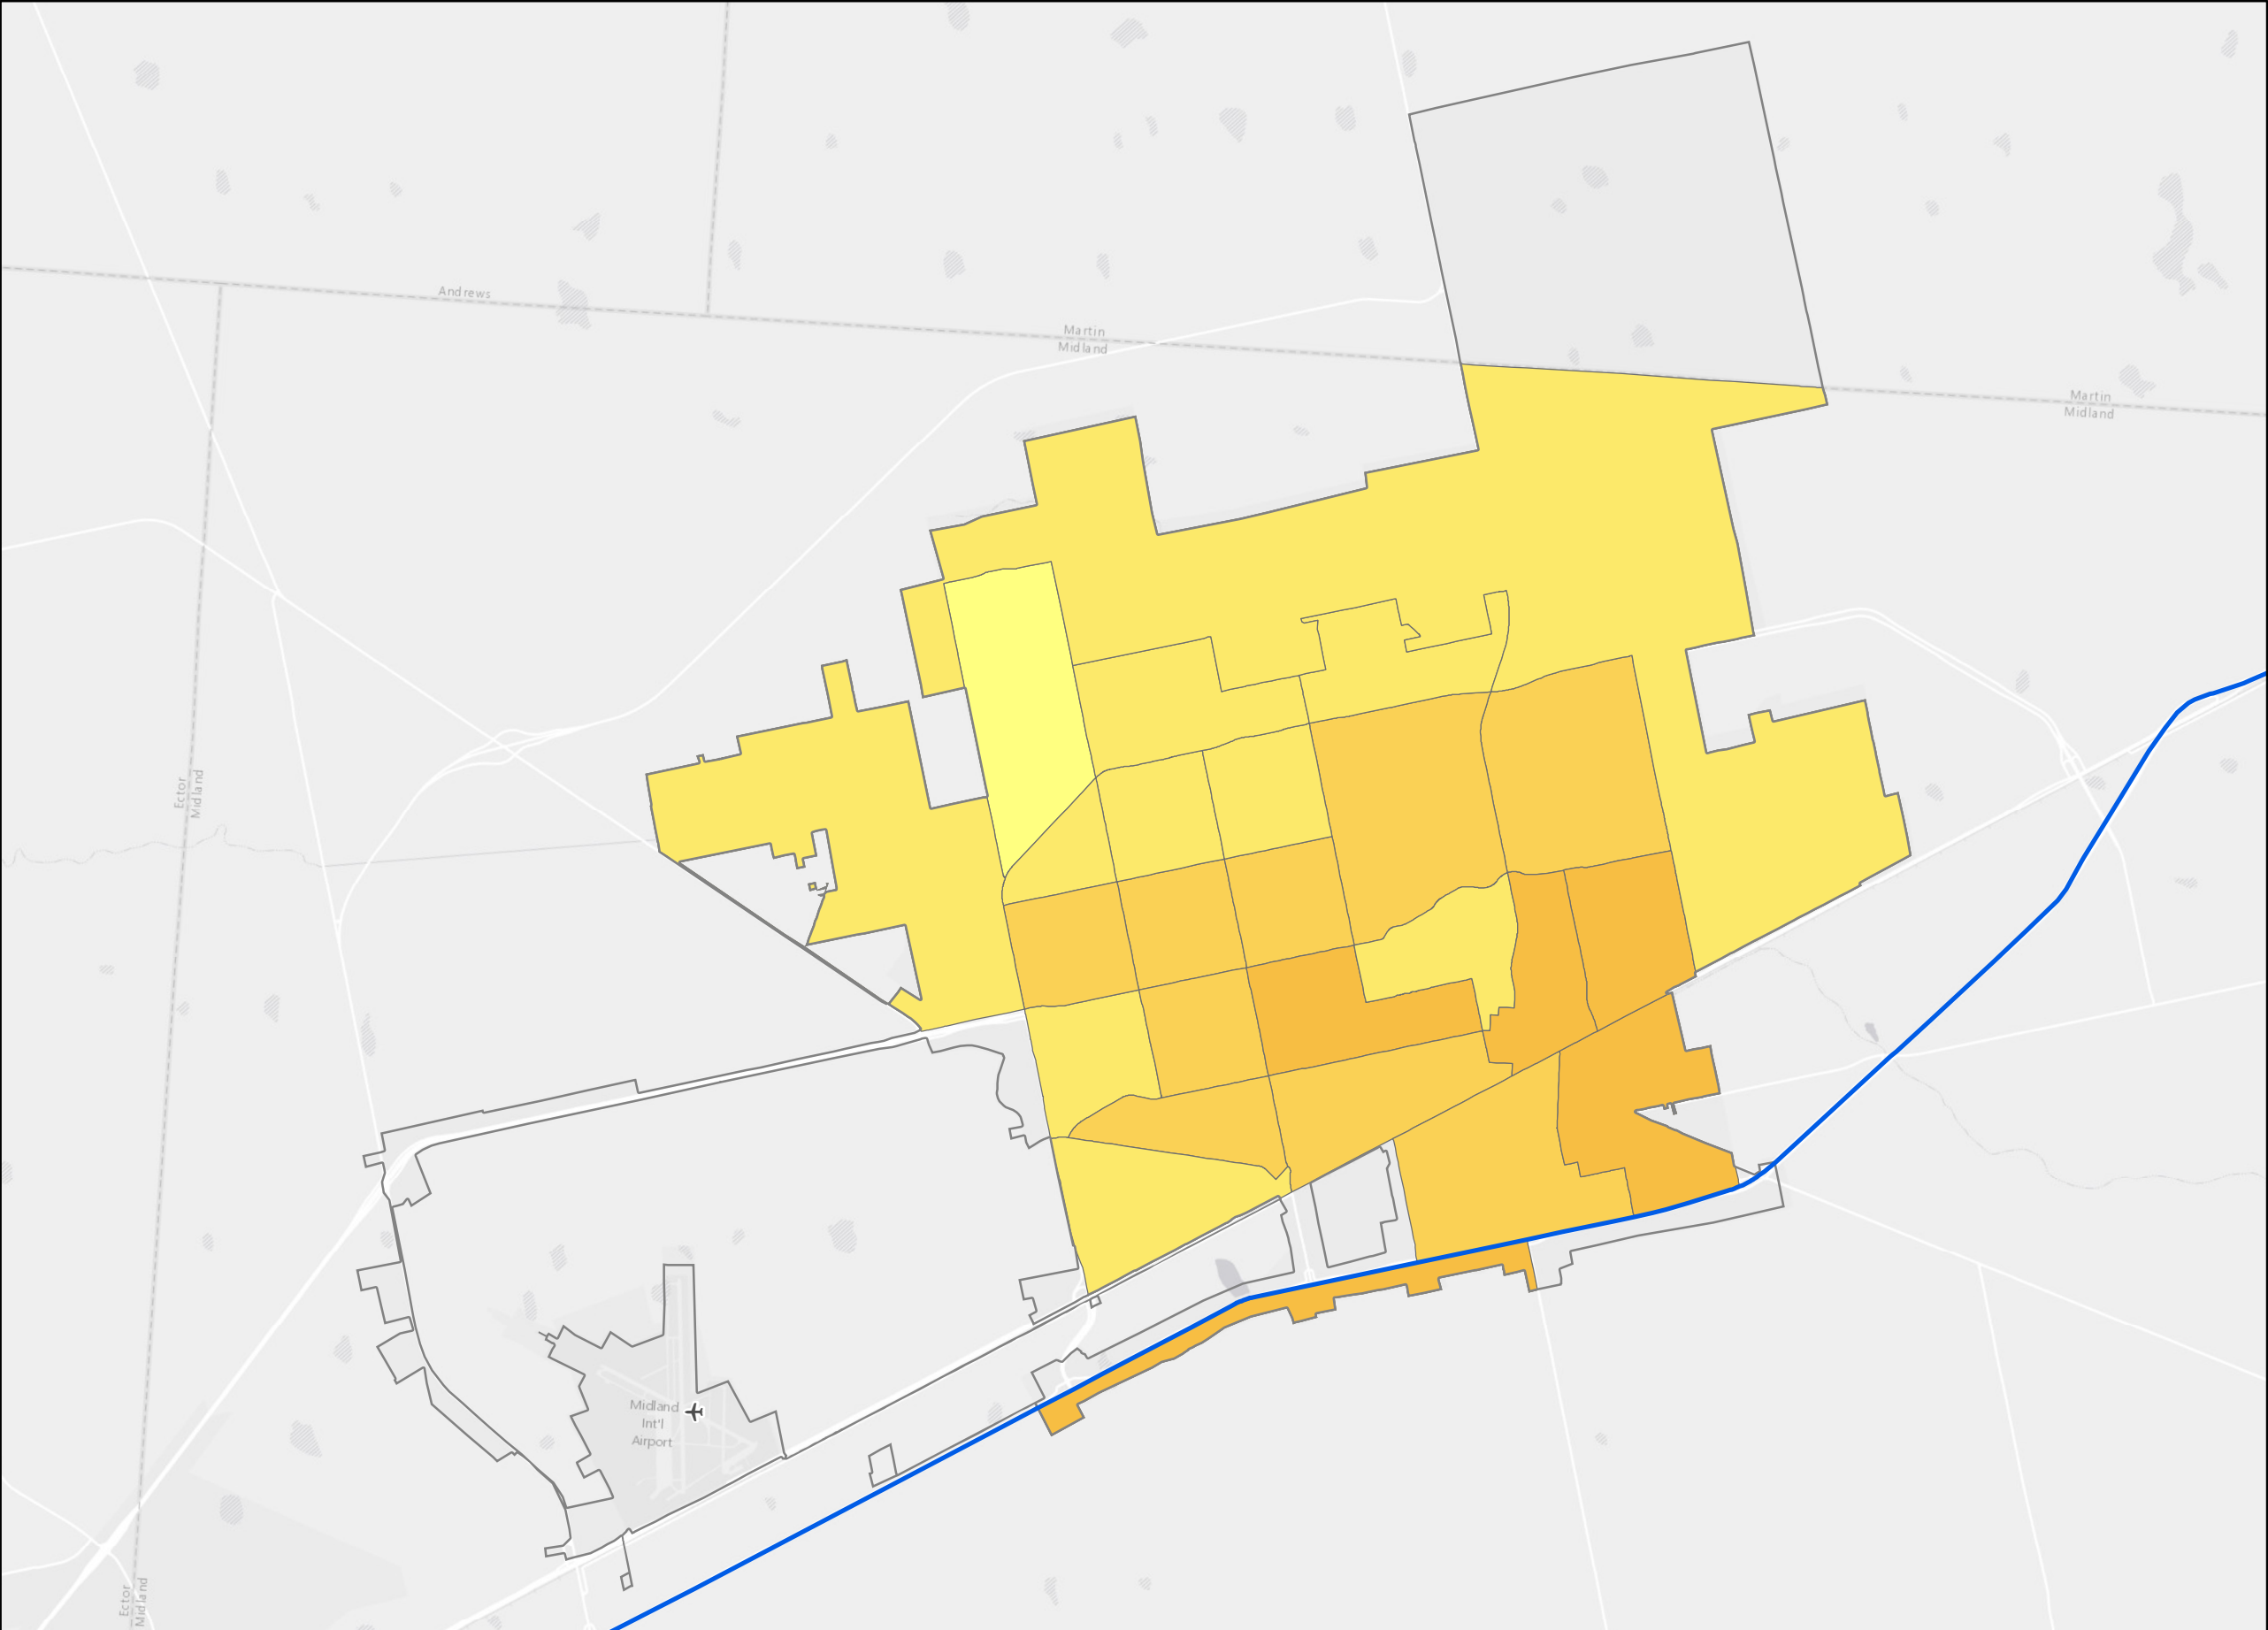 Andrews
Martin
Midland
Martin
Midland
Ector
Midland
Midland
Int'l
Airport
Ector
Midland